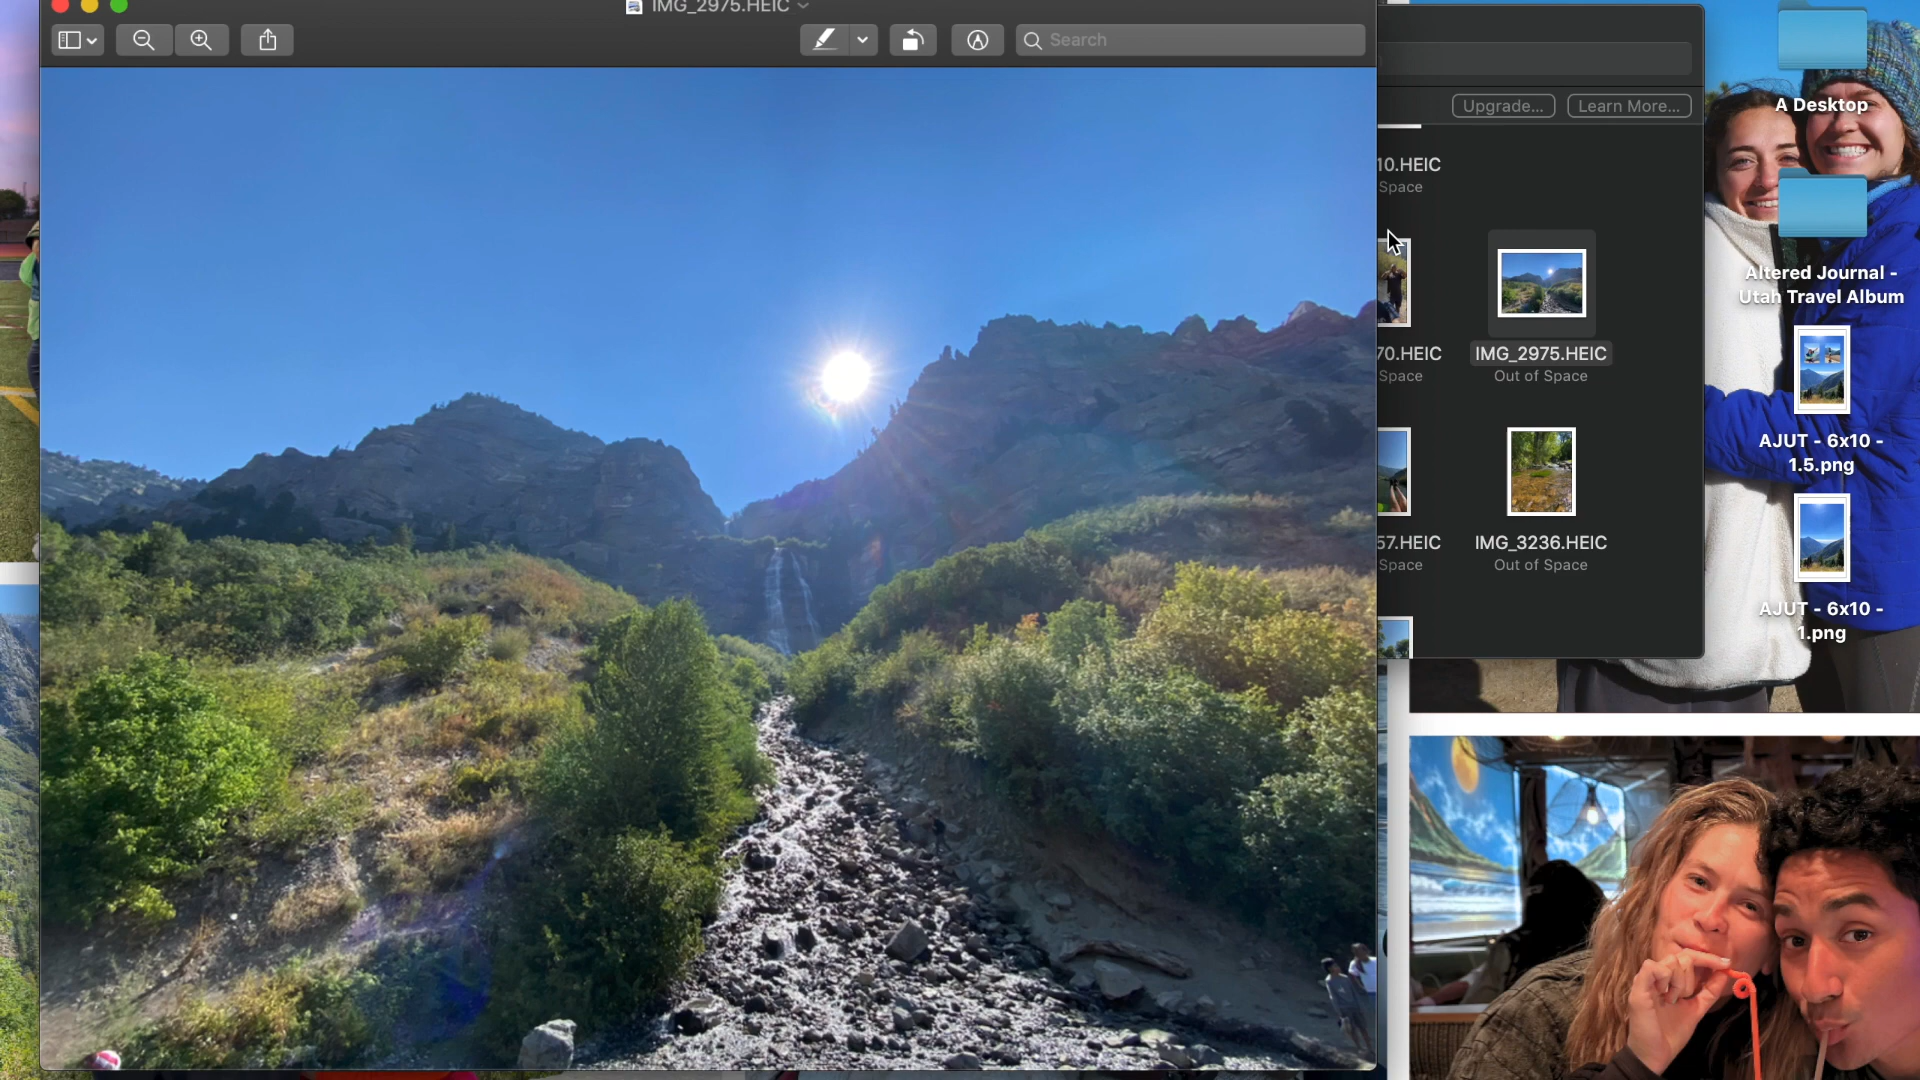 IMG_2975.HEIC
Search
Upgrade...
Learn More...
10.HEIC
Space
70.HEIC
Space
IMG_2975.HEIC
Out of Space
57.HEIC
Space
IMG_3236.HEIC
Out of Space
A Desktop
Altered Journal -
Utah Travel Album
AJUT - 6x10 -
1.5.png
AJUT - 6x10 -
1.png